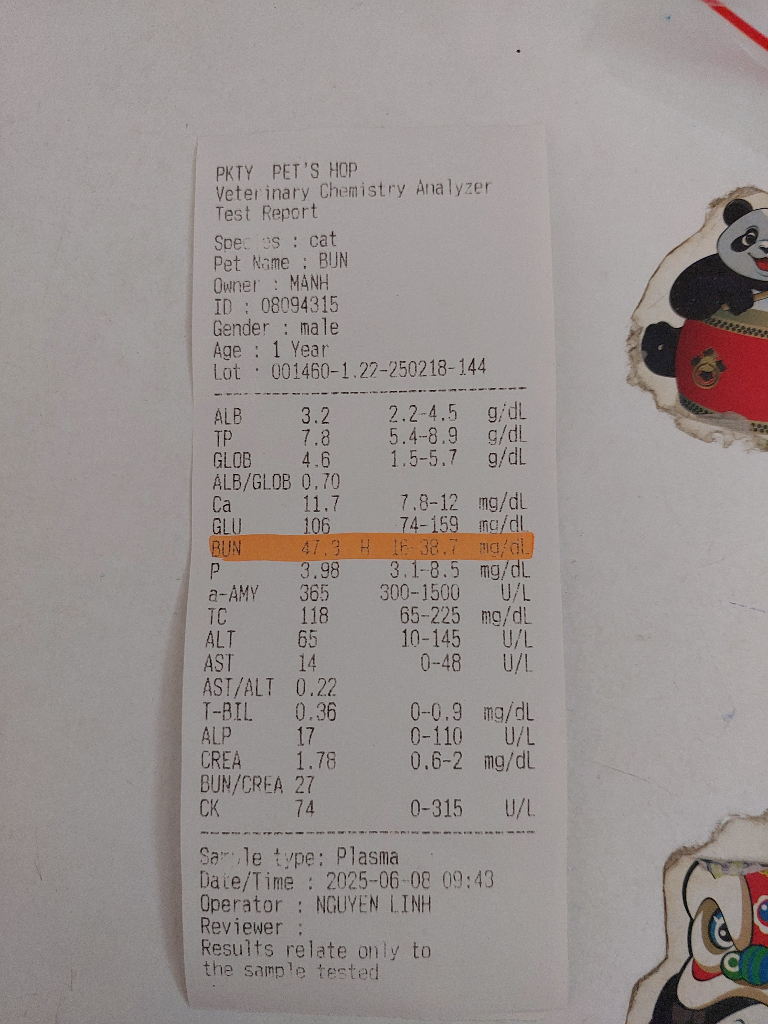 PKTY PET'S HOP
Veterinary Chemistry Analyzer
Test Report
Species : cat
Pet Name : BUN
Owner : MANH
ID : 08094315
Gender : male
Age : 1 Year
Lot : 001460-1.22-250218-144
ALB 3.2 2.2-4.5 g/dL
TP 7.8 5.4-8.9 g/dL
GLOB 4.6 1.5-5.7 g/dL
ALB/GLOB 0.70
Ca 11.7 7.8-12 mg/dL
GLU 106 74-159 mg/dL
BUN 47.3 H 16-38.7 mg/dL
P 3.98 3.1-8.5 mg/dL
a-AMY 365 300-1500 U/L
TC 118 65-225 mg/dL
ALT 65 10-145 U/L
AST 14 0-48 U/L
AST/ALT 0.22
T-BIL 0.36 0-0.9 mg/dL
ALP 17 0-110 U/L
CREA 1.78 0.6-2 mg/dL
BUN/CREA 27
CK 74 0-315 U/L
Sample type: Plasma
Date/Time : 2025-06-08 09:43
Operator : NGUYEN LINH
Reviewer :
Results relate only to
the sample tested